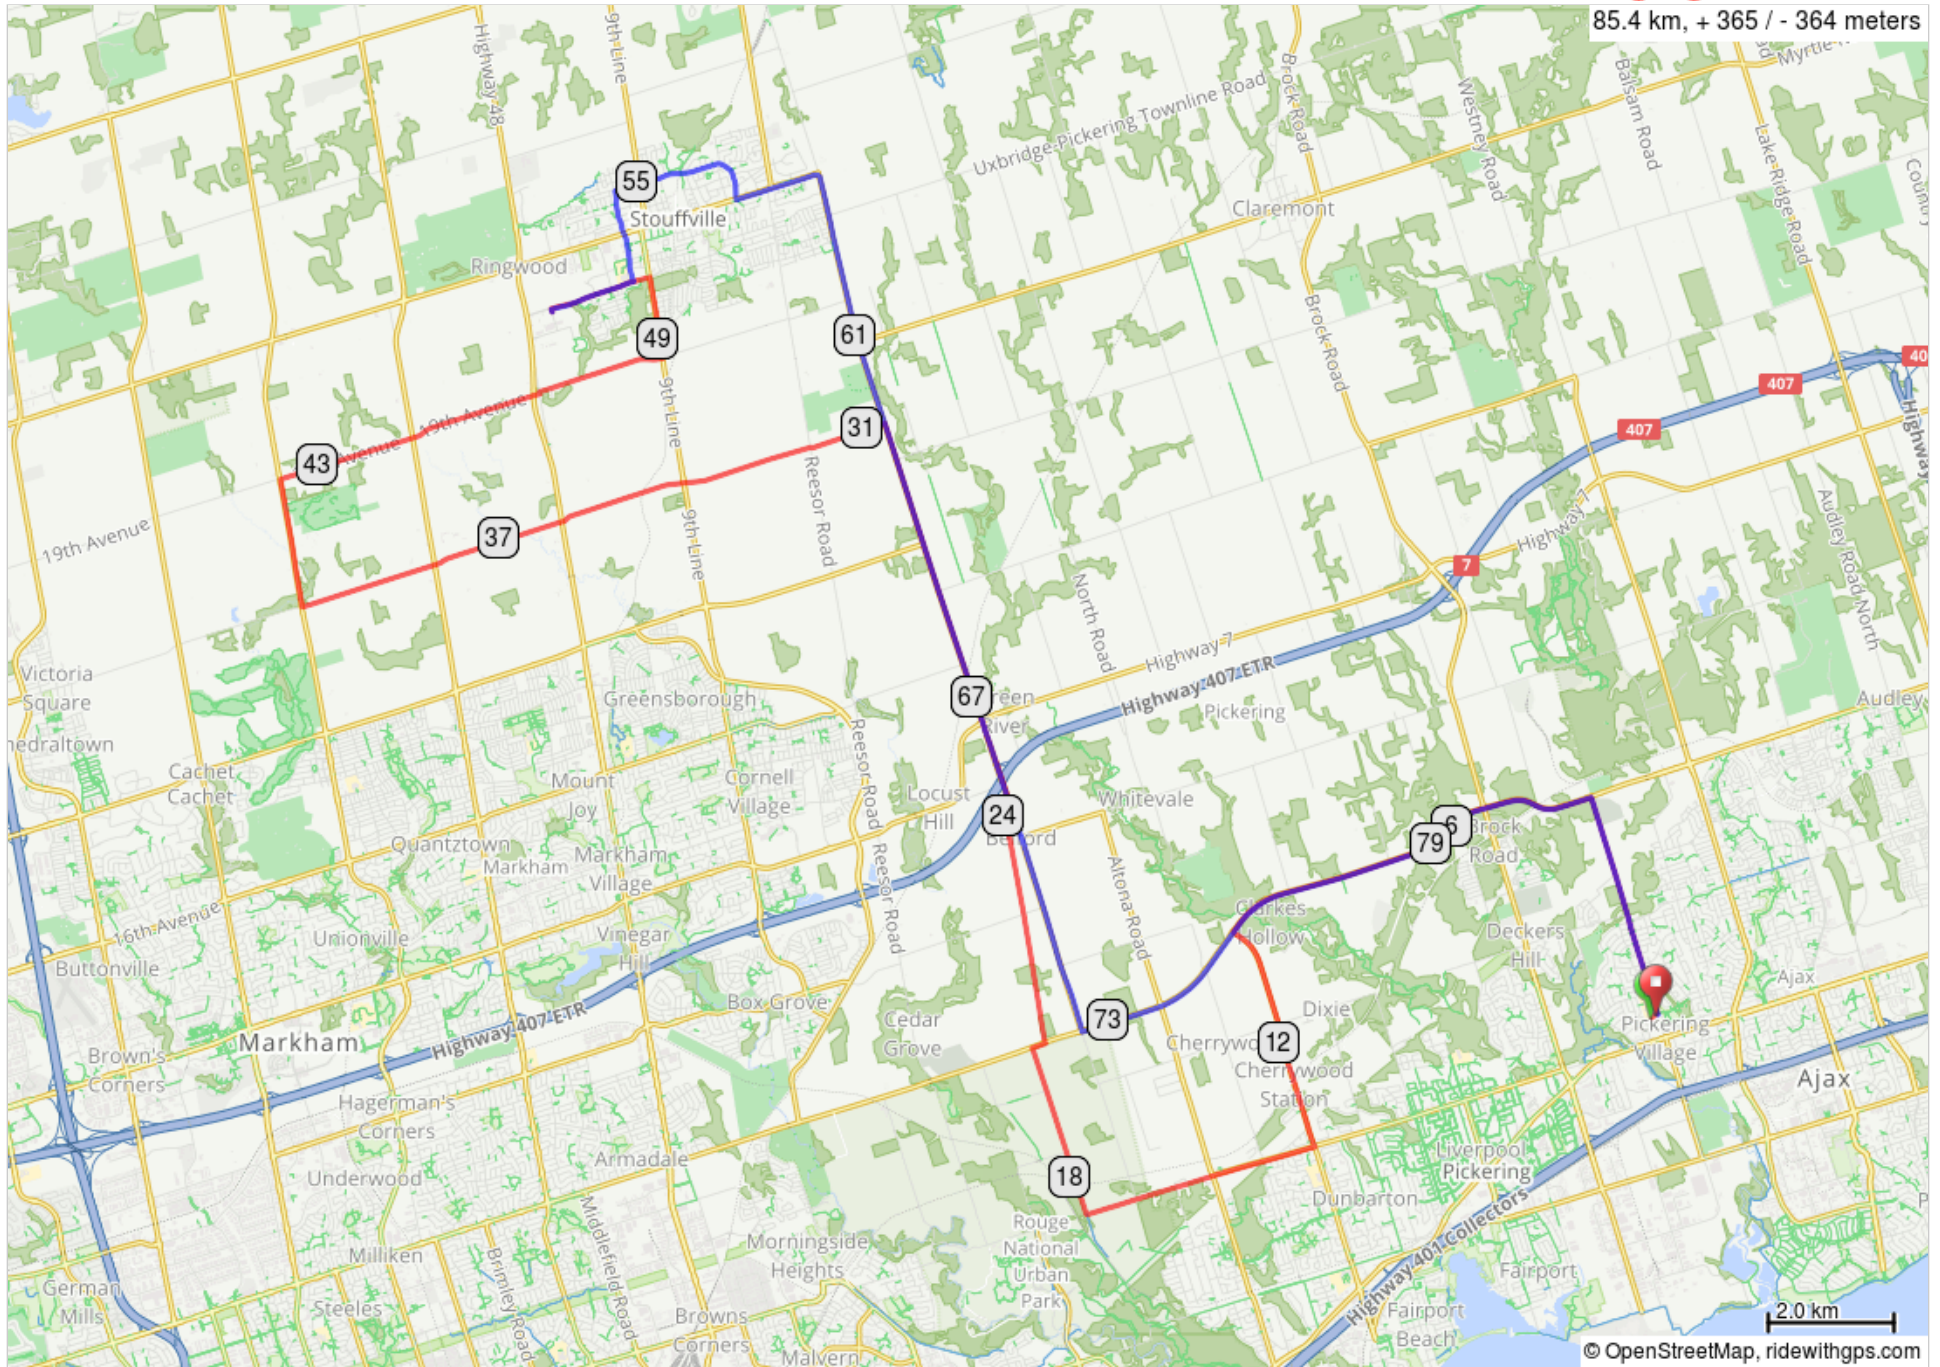 85.4 km, + 365 / - 364 meters
Highway 48
9th Line
Brock Road
Westney Road
Balsam Road
Lake Ridge Road
Uxbridge-Pickering Townline Road
55
Stouffville
Claremont
Ringwood
49
61
Brock Road
407
407
9th Line
19th Avenue
31
43
Reesor Road
Highway 7
Audley Road North
37
9th Line
19th Avenue
7
North Road
Highway 7
Highway 407 ETR
Victoria
Square
Greensborough
67
Pickering
Audley
Reesor Road
Cachet
Cachet
Mount
Joy
Cornell
Village
Locust
Hill
24
Whitevale
6
79
Brock
Road
Quantztown
Markham
Markham
Village
Altona Road
Reesor Road
16th Avenue
Unionville
Vinegar
Hill
Clarkes
Hollow
Deckers
Hill
Buttonville
Box Grove
Ajax
Highway 407 ETR
Cedar
Grove
73
Dixie
12
Pickering
Village
Markham
Brown's
Corners
Cherrywood
Station
Ajax
Hagerman's
Corners
Armadale
Underwood
18
Liverpool
Pickering
Dunbarton
Middlefield Road
Brimley Road
Milliken
Morningside
Heights
Rouge
National
Urban
Park
Highway 401 Collectors
Fairport
German
Mills
Steeles
Browns
Corners
Fairport
Beach
Malvern
2.0 km
© OpenStreetMap, ridewithgps.com